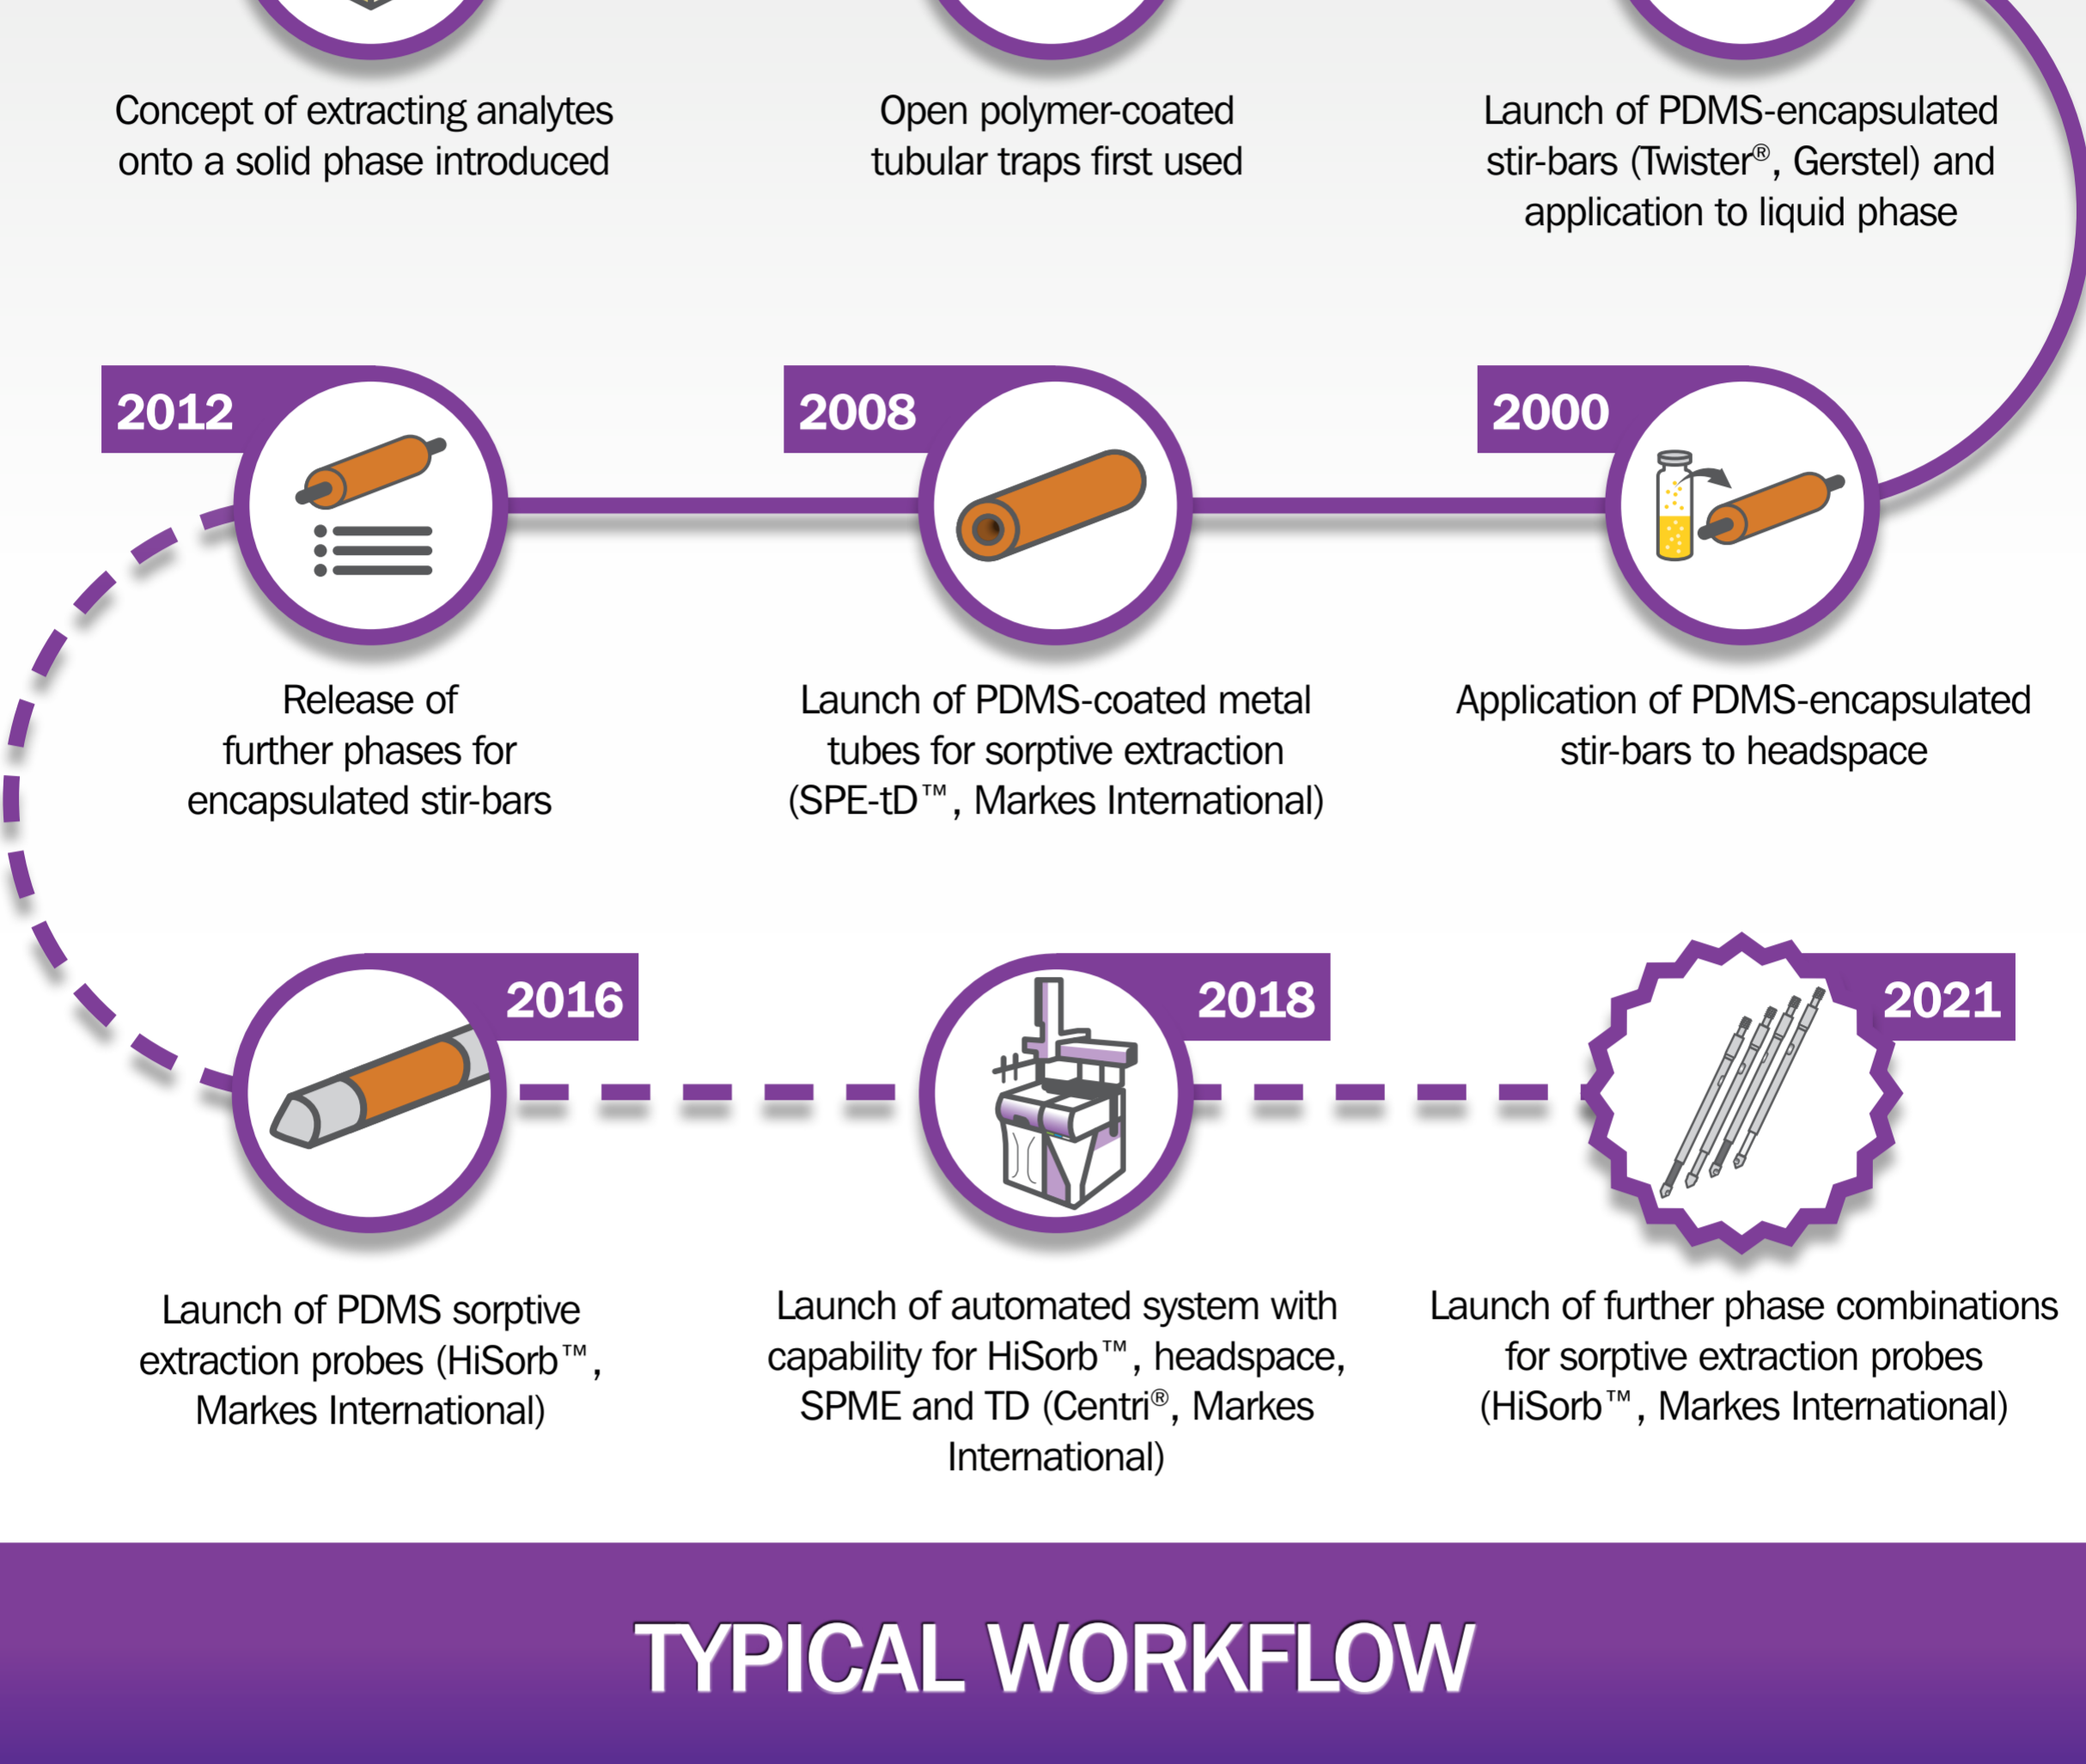 Concept of extracting analytes
onto a solid phase introduced
Open polymer-coated
tubular traps first used
Launch of PDMS-encapsulated
stir-bars (Twister®, Gerstel) and
application to liquid phase
2012
Release of
further phases for
encapsulated stir-bars
2008
Launch of PDMS-coated metal
tubes for sorptive extraction
(SPE-tD™, Markes International)
2000
Application of PDMS-encapsulated
stir-bars to headspace
2016
Launch of PDMS sorptive
extraction probes (HiSorb™,
Markes International)
2018
Launch of automated system with
capability for HiSorb™, headspace,
SPME and TD (Centri®, Markes
International)
2021
Launch of further phase combinations
for sorptive extraction probes
(HiSorb™, Markes International)
TYPICAL WORKFLOW